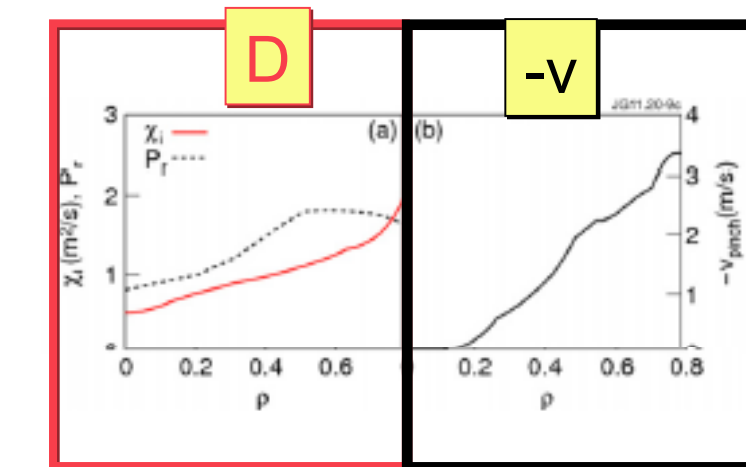 D
-v
JG11.20-9c
χi
Pr
(a)
(b)
3
2
1
0
χi (m²/s), Pr
0
0.2
0.4
0.6
ρ
4
3
2
1
-vpinch (m/s)
0.2
0.4
0.6
0.8
ρ